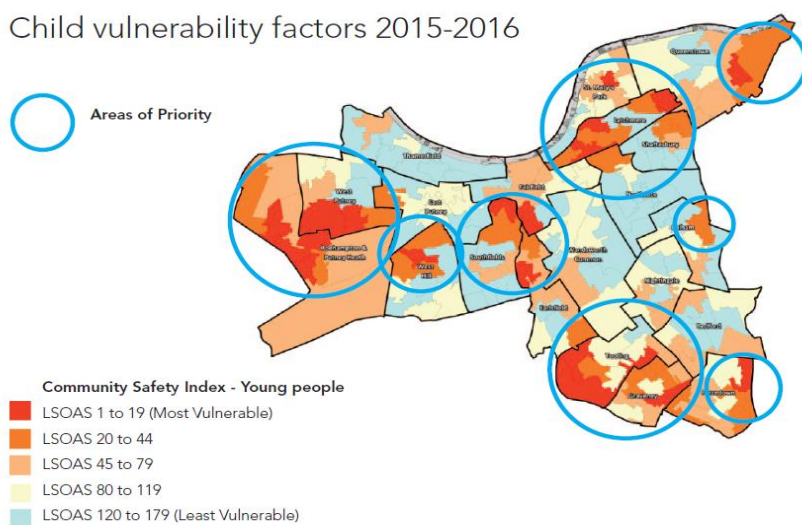 Child vulnerability factors 2015-2016
Areas of Priority
Queenstown
St. Mary's
Park
Latchmere
Shaftesbury
Thamesfield
Fairfield
West
Putney
East
Putney
Northcote
Balham
Roehampton &
Putney Heath
West
Hill
Southfields
Wandsworth
Common
Nightingale
Earlsfield
Bedford
Tooting
Graveney
Furzedown
Community Safety Index - Young people
LSOAS 1 to 19 (Most Vulnerable)
LSOAS 20 to 44
LSOAS 45 to 79
LSOAS 80 to 119
LSOAS 120 to 179 (Least Vulnerable)